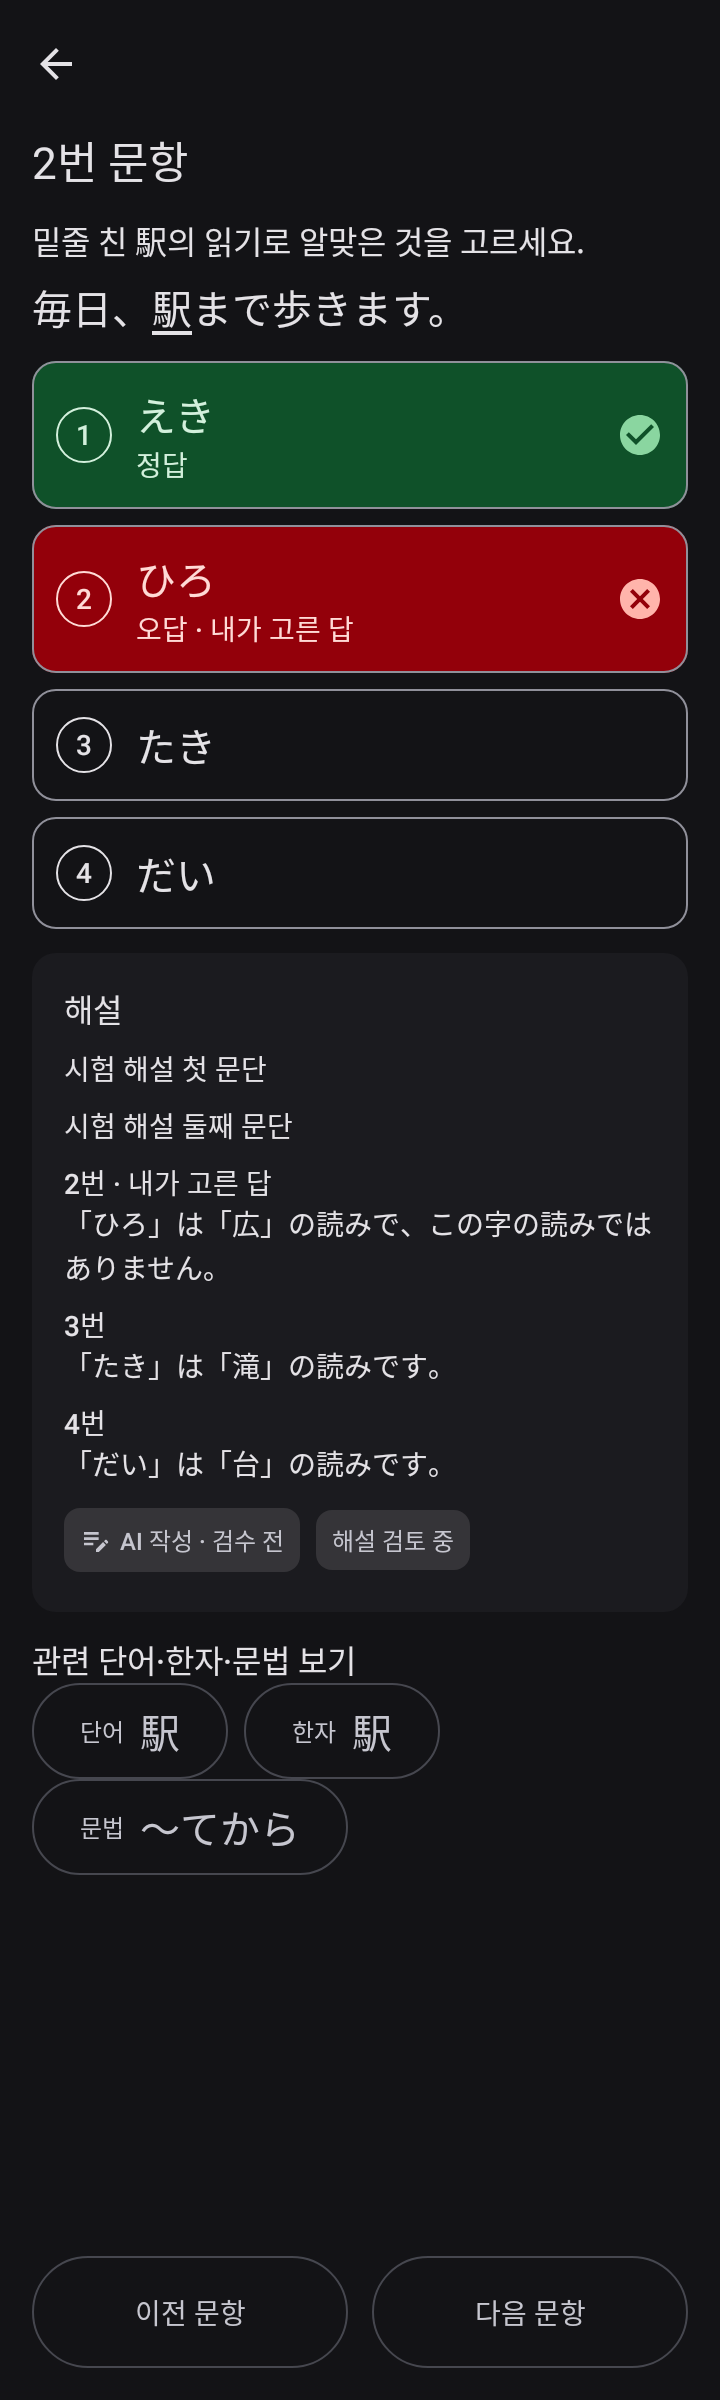 2번 문항
밑줄 친 駅의 읽기로 알맞은 것을 고르세요.
毎日、駅まで歩きます。
1 えき
정답
2 ひろ
오답 · 내가 고른 답
3 たき
4 だい
해설
시험 해설 첫 문단
시험 해설 둘째 문단
2번 · 내가 고른 답
「ひろ」は「広」の読みで、この字の読みでは
ありません。
3번
「たき」は「滝」の読みです。
4번
「だい」は「台」の読みです。
AI 작성 · 검수 전 해설 검토 중
관련 단어·한자·문법 보기
단어 駅 한자 駅
문법 〜てから
이전 문항 다음 문항